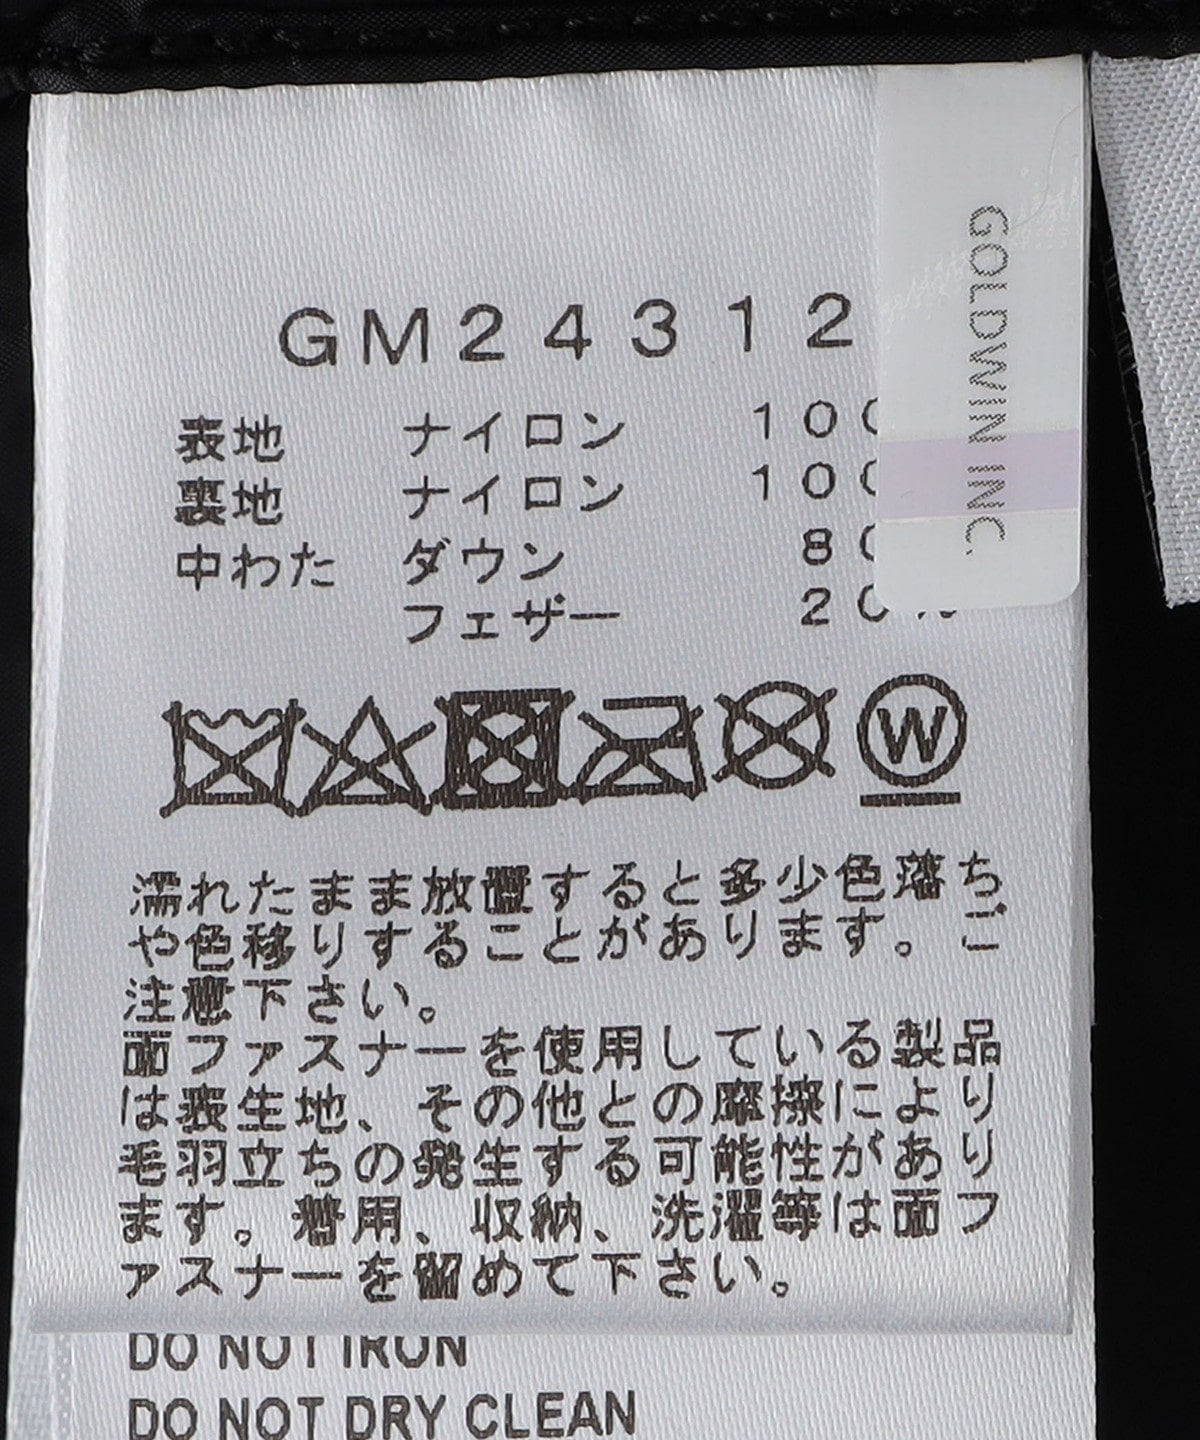 GM24312
表地 ナイロン 100
裏地 ナイロン 100
中わた ダウン 80
フェザー 20%
GOLDWIN INC.
W
濡れたまま放置すると多少色落ち
や色移りすることがあります。ご
注意下さい。
面ファスナーを使用している製品
は表生地、その他との摩擦により
毛羽立ちの発生する可能性があり
ます。着用、収納、洗濯等は面フ
ァスナーを留めて下さい。
DO NOT IRON
DO NOT DRY CLEAN